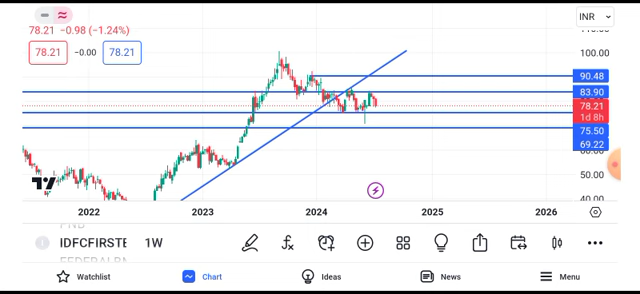 INR
78.21 −0.98 (−1.24%)
78.21 −0.00 78.21
100.00
90.48
83.90
78.21
1d 8h
75.50
69.22
50.00
40.00
2022 2023 2024 2025 2026
IDFCFIRSTB 1W
Watchlist Chart Ideas News Menu